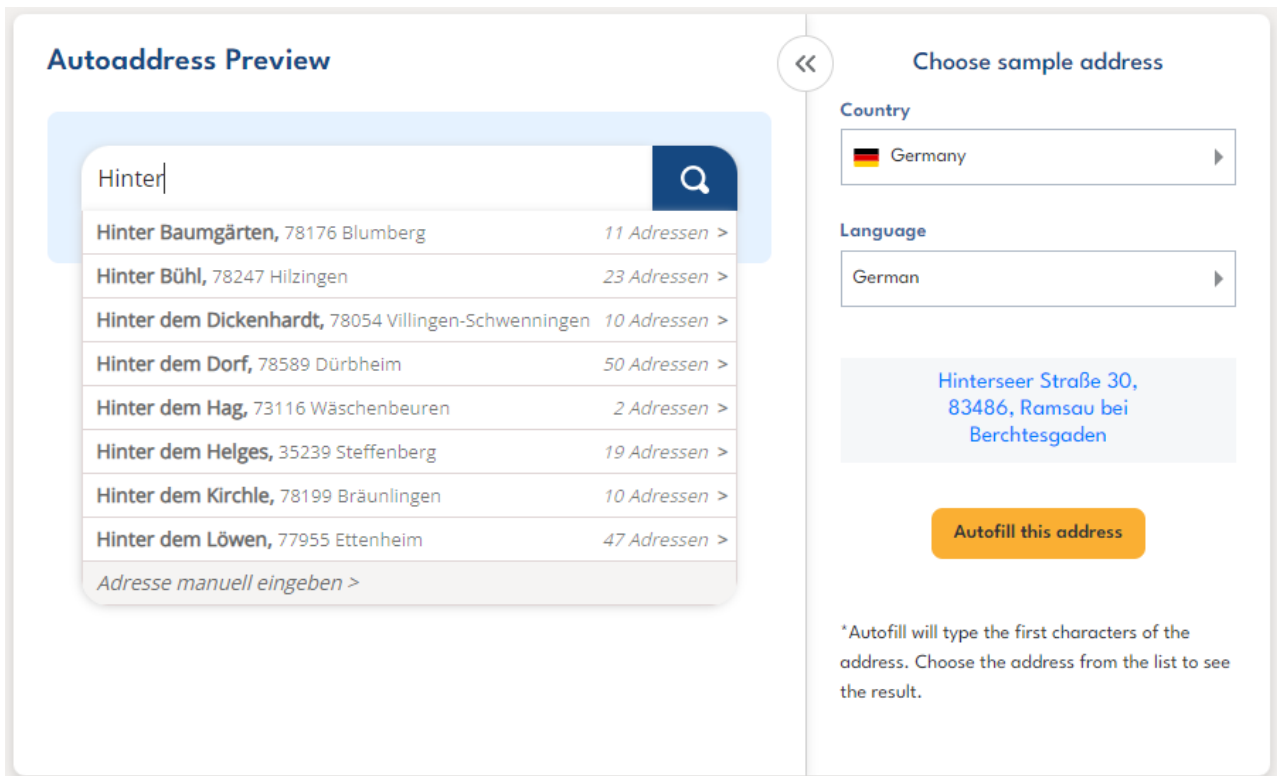 Autoaddress Preview
Hinter
Hinter Baumgärten, 78176 Blumberg 11 Adressen >
Hinter Bühl, 78247 Hilzingen 23 Adressen >
Hinter dem Dickenhardt, 78054 Villingen-Schwenningen 10 Adressen >
Hinter dem Dorf, 78589 Dürbheim 50 Adressen >
Hinter dem Hag, 73116 Wäschenbeuren 2 Adressen >
Hinter dem Helges, 35239 Steffenberg 19 Adressen >
Hinter dem Kirchle, 78199 Bräunlingen 10 Adressen >
Hinter dem Löwen, 77955 Ettenheim 47 Adressen >
Adresse manuell eingeben >
Choose sample address
Country
Germany
Language
German
Hinterseer Straße 30,
83486, Ramsau bei
Berchtesgaden
Autofill this address
*Autofill will type the first characters of the
address. Choose the address from the list to see
the result.